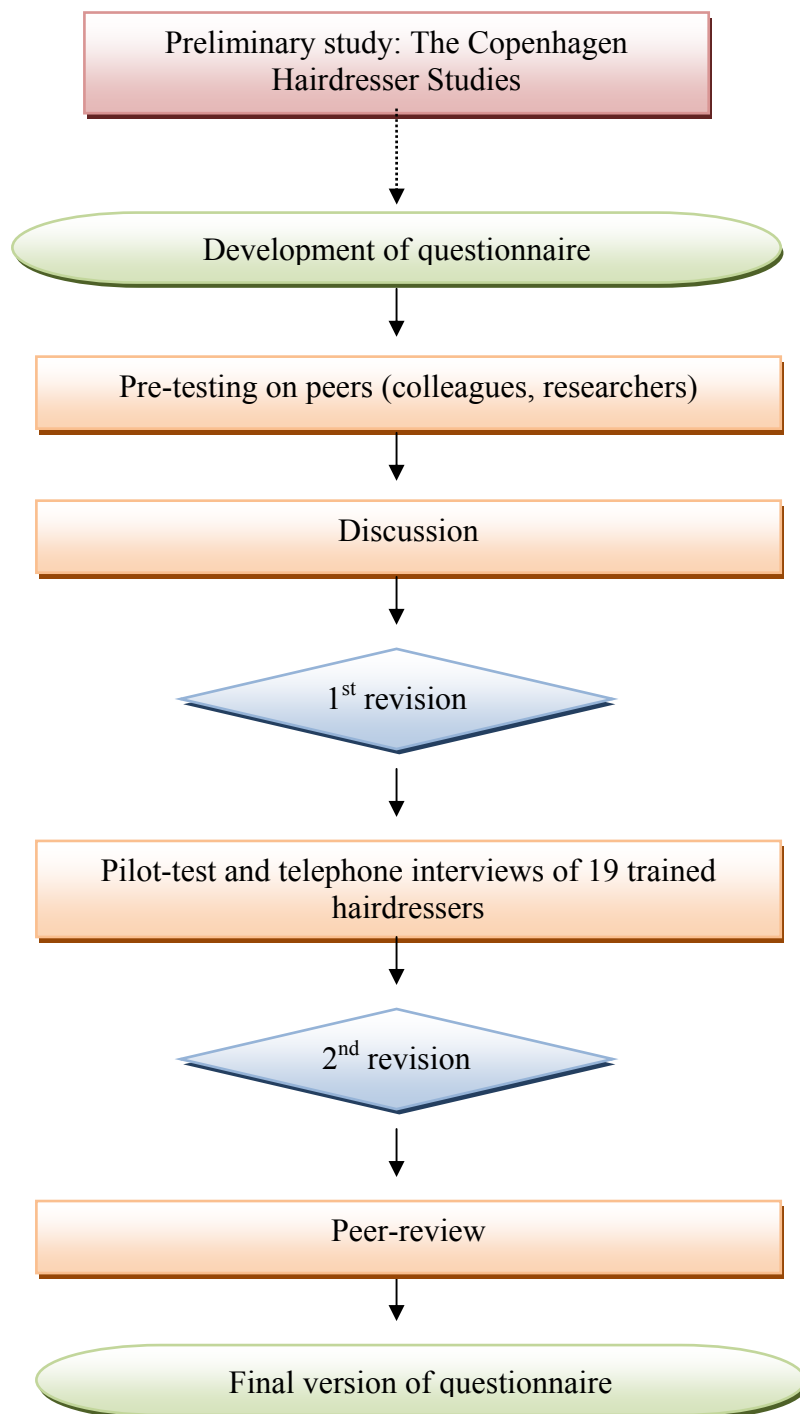 Preliminary study: The Copenhagen
Hairdresser Studies
Development of questionnaire
Pre-testing on peers (colleagues, researchers)
Discussion
1st revision
Pilot-test and telephone interviews of 19 trained
hairdressers
2nd revision
Peer-review
Final version of questionnaire